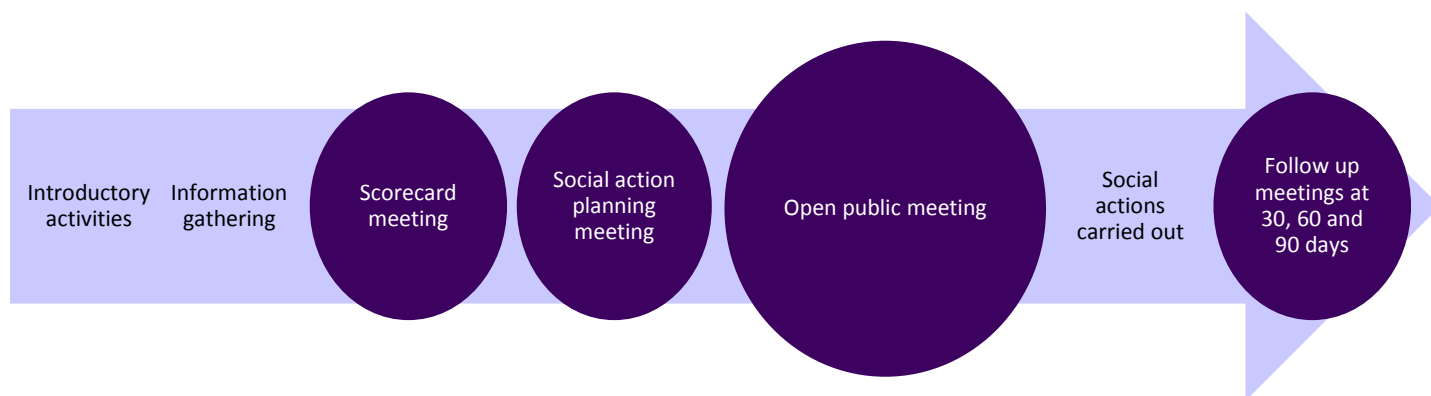 Introductory
activities
Information
gathering
Scorecard
meeting
Social action
planning
meeting
Open public meeting
Social
actions
carried out
Follow up
meetings at
30, 60 and
90 days